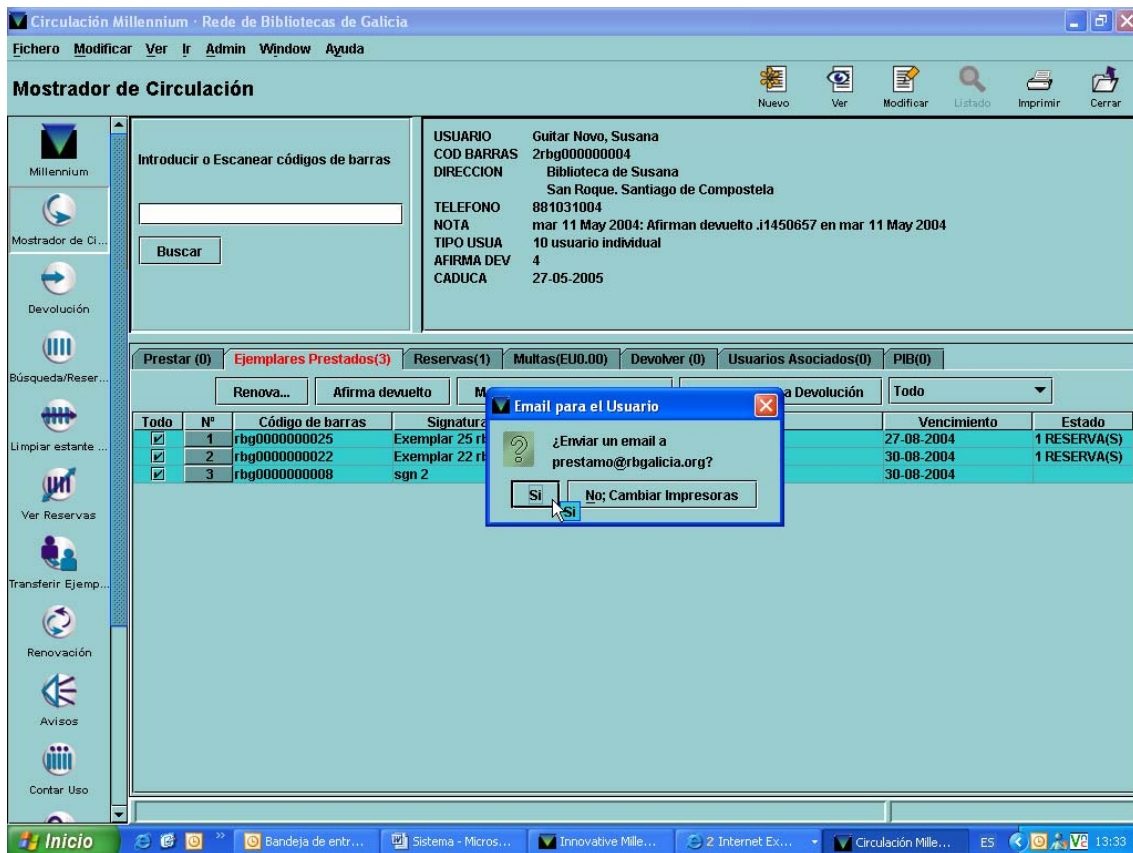 Circulación Millennium · Rede de Bibliotecas de Galicia
Fichero Modificar Ver Ir Admin Window Ayuda
Mostrador de Circulación
Nuevo Ver Modificar Listado Imprimir Cerrar
Millennium
Mostrador de Ci...
Devolución
Búsqueda/Reser...
Limpiar estante ...
Ver Reservas
Transferir Ejemp...
Renovación
Avisos
Contar Uso
Introducir o Escanear códigos de barras
Buscar
USUARIO Guitar Novo, Susana
COD BARRAS 2rbg000000004
DIRECCION Biblioteca de Susana
San Roque. Santiago de Compostela
TELEFONO 881031004
NOTA mar 11 May 2004: Afirman devuelto .i1450657 en mar 11 May 2004
TIPO USUA 10 usuario individual
AFIRMA DEV 4
CADUCA 27-05-2005
Prestar (0) Ejemplares Prestados(3) Reservas(1) Multas(EU0.00) Devolver (0) Usuarios Asociados(0) PIB(0)
Renova... Afirma devuelto a Devolución Todo
Todo Nº Código de barras Signatura Vencimiento Estado
1 rbg0000000025 Exemplar 25 27-08-2004 1 RESERVA(S)
2 rbg0000000022 Exemplar 22 30-08-2004 1 RESERVA(S)
3 rbg0000000008 sgn 2 30-08-2004
Email para el Usuario
¿Enviar un email a
prestamo@rbgalicia.org?
Si No; Cambiar Impresoras
Si
Inicio Bandeja de entr... Sistema - Micros... Innovative Mille... 2 Internet Ex... Circulación Mille... ES 13:33